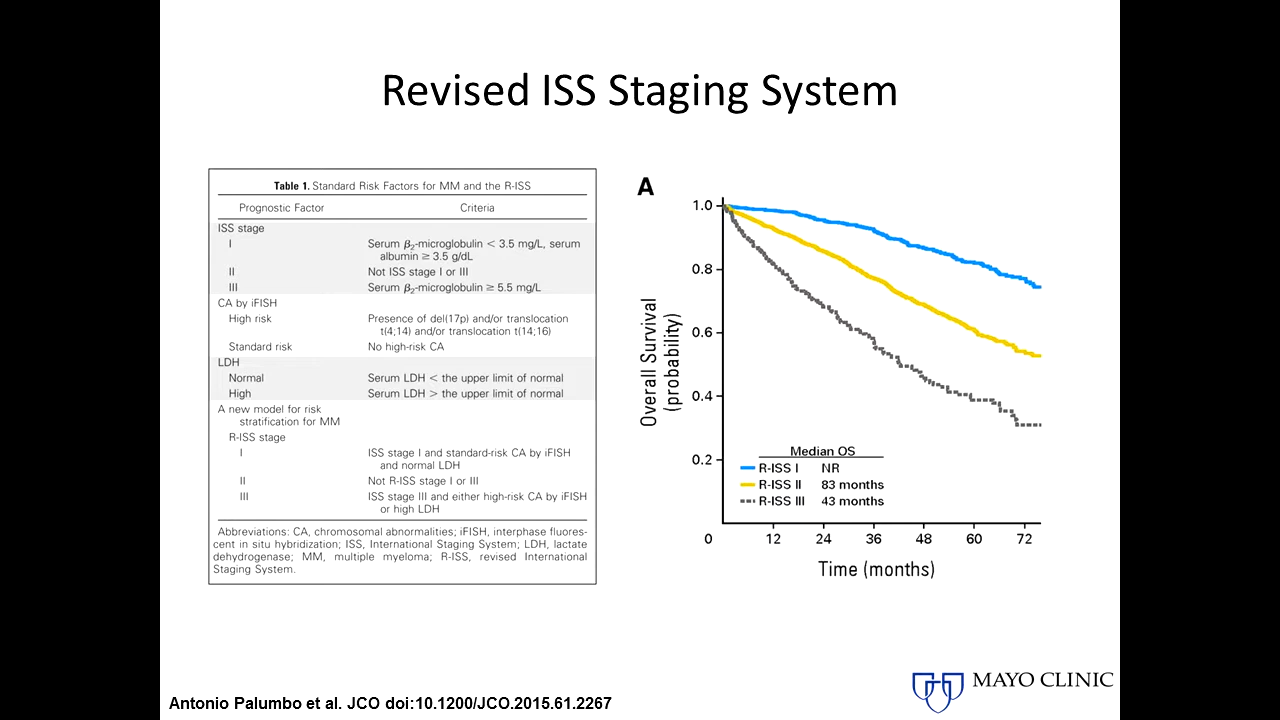 Revised ISS Staging System
Table 1. Standard Risk Factors for MM and the R-ISS
Prognostic Factor Criteria
ISS stage
I Serum β2-microglobulin < 3.5 mg/L, serum
albumin ≥ 3.5 g/dL
II Not ISS stage I or III
III Serum β2-microglobulin ≥ 5.5 mg/L
CA by iFISH
High risk Presence of del(17p) and/or translocation
t(4;14) and/or translocation t(14;16)
Standard risk No high-risk CA
LDH
Normal Serum LDH < the upper limit of normal
High Serum LDH > the upper limit of normal
A new model for risk
stratification for MM
R-ISS stage
I ISS stage I and standard-risk CA by iFISH
and normal LDH
II Not R-ISS stage I or III
III ISS stage III and either high-risk CA by iFISH
or high LDH
Abbreviations: CA, chromosomal abnormalities; iFISH, interphase fluores-
cent in situ hybridization; ISS, International Staging System; LDH, lactate
dehydrogenase; MM, multiple myeloma; R-ISS, revised International
Staging System.
A
Overall Survival
(probability)
1.0
0.8
0.6
0.4
0.2
Median OS
R-ISS I NR
R-ISS II 83 months
R-ISS III 43 months
0 12 24 36 48 60 72
Time (months)
Antonio Palumbo et al. JCO doi:10.1200/JCO.2015.61.2267
MAYO CLINIC